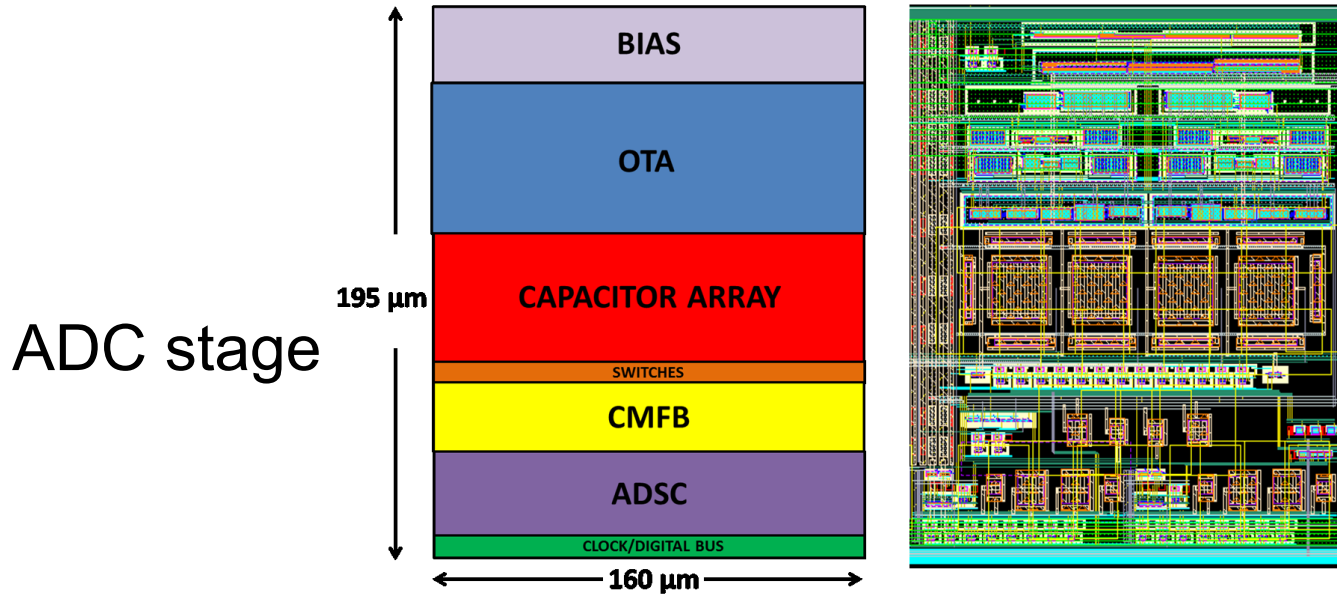 BIAS
OTA
195 μm
CAPACITOR ARRAY
ADC stage
SWITCHES
CMFB
ADSC
CLOCK/DIGITAL BUS
160 μm